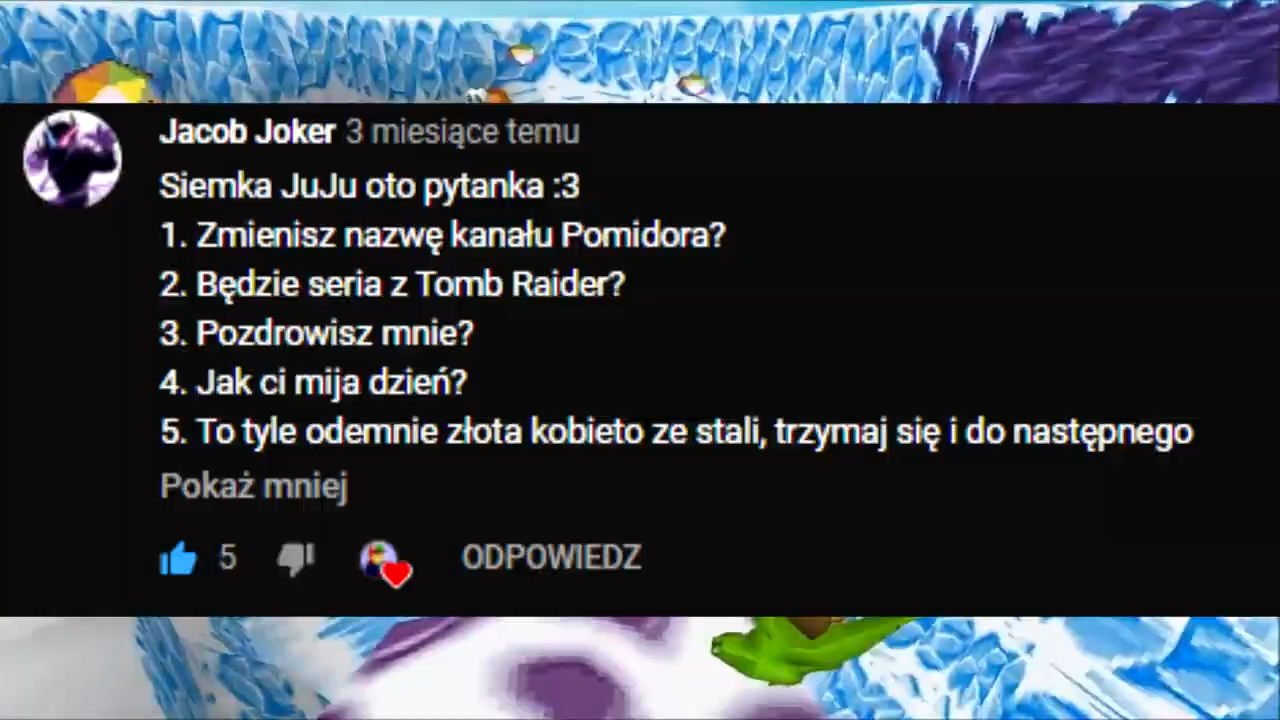 Jacob Joker 3 miesiące temu
Siemka JuJu oto pytanka :3
1. Zmienisz nazwę kanału Pomidora?
2. Będzie seria z Tomb Raider?
3. Pozdrowisz mnie?
4. Jak ci mija dzień?
5. To tyle odemnie złota kobieto ze stali, trzymaj się i do następnego
Pokaż mniej
5 ODPOWIEDZ